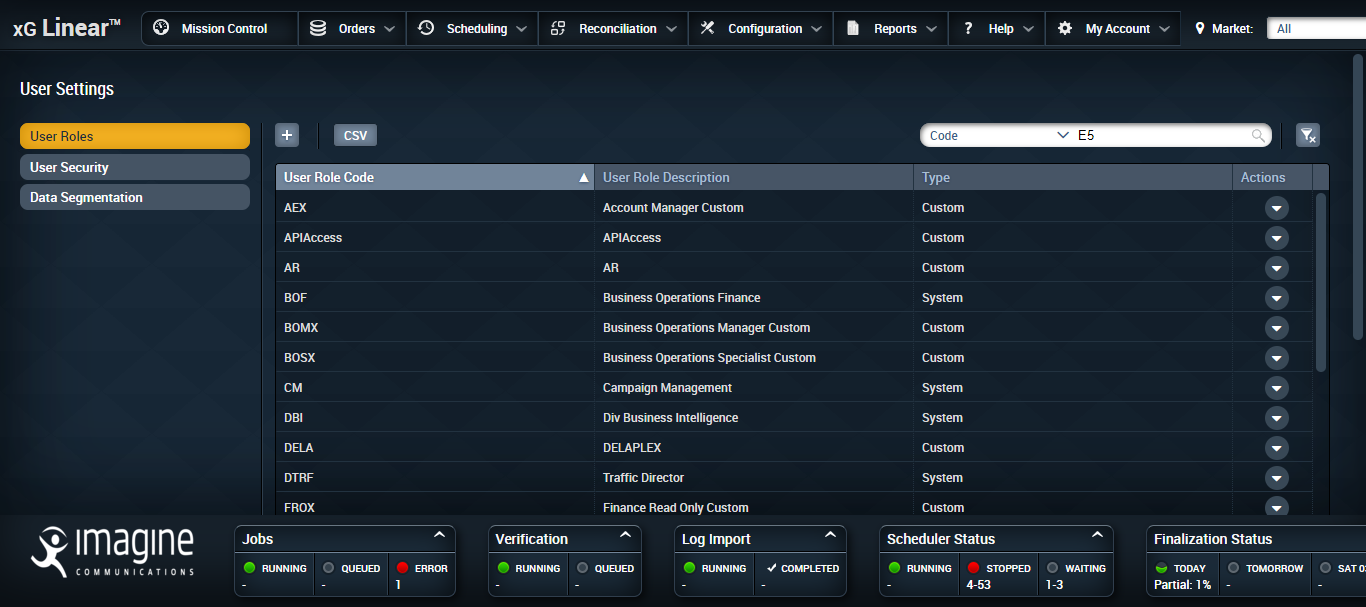 xG Linear™ Mission Control Orders Scheduling Reconciliation Configuration Reports ? Help My Account Market: All
User Settings
User Roles
User Security
Data Segmentation
+ CSV Code E5
User Role Code User Role Description Type Actions
AEX Account Manager Custom Custom
APIAccess APIAccess Custom
AR AR Custom
BOF Business Operations Finance System
BOMX Business Operations Manager Custom Custom
BOSX Business Operations Specialist Custom Custom
CM Campaign Management System
DBI Div Business Intelligence System
DELA DELAPLEX Custom
DTRF Traffic Director System
FROX Finance Read Only Custom Custom
imagine
COMMUNICATIONS
Jobs
RUNNING QUEUED ERROR
- - 1
Verification
RUNNING QUEUED
- -
Log Import
RUNNING COMPLETED
- -
Scheduler Status
RUNNING STOPPED WAITING
- 4-53 1-3
Finalization Status
TODAY TOMORROW SAT
Partial: 1% - -